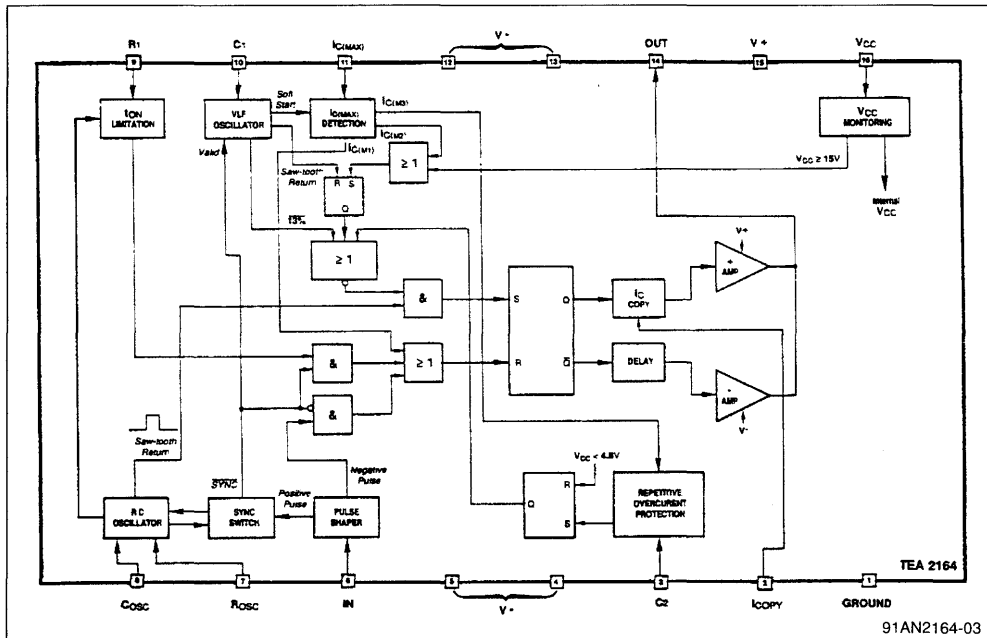 R1 C1 IC(MAX) V - OUT V + VCC
9 10 11 12 13 14 15 16
tON
LIMITATION
VLF
OSCILLATOR
Soft
Start
IC(MAX)
DETECTION
IC(M3)
IC(M2)
IC(M1)
≥ 1
VCC
MONITORING
VCC ≥ 15V
Internal
VCC
Valid
Saw-tooth
Return
R S
Q
13%
≥ 1
&
S Q
R Q
IC
COPY
V+
+
AMP
DELAY
-
AMP
V-
&
≥ 1
&
Saw-tooth
Return
SYNC
Positive
Pulse
Negative
Pulse
RC
OSCILLATOR
SYNC
SWITCH
PULSE
SHAPER
VCC < 4.8V
Q R
S
REPETITIVE
OVERCURENT
PROTECTION
TEA 2164
8 7 6 5 4 3 2 1
COSC ROSC IN V - C2 ICOPY GROUND
91AN2164-03